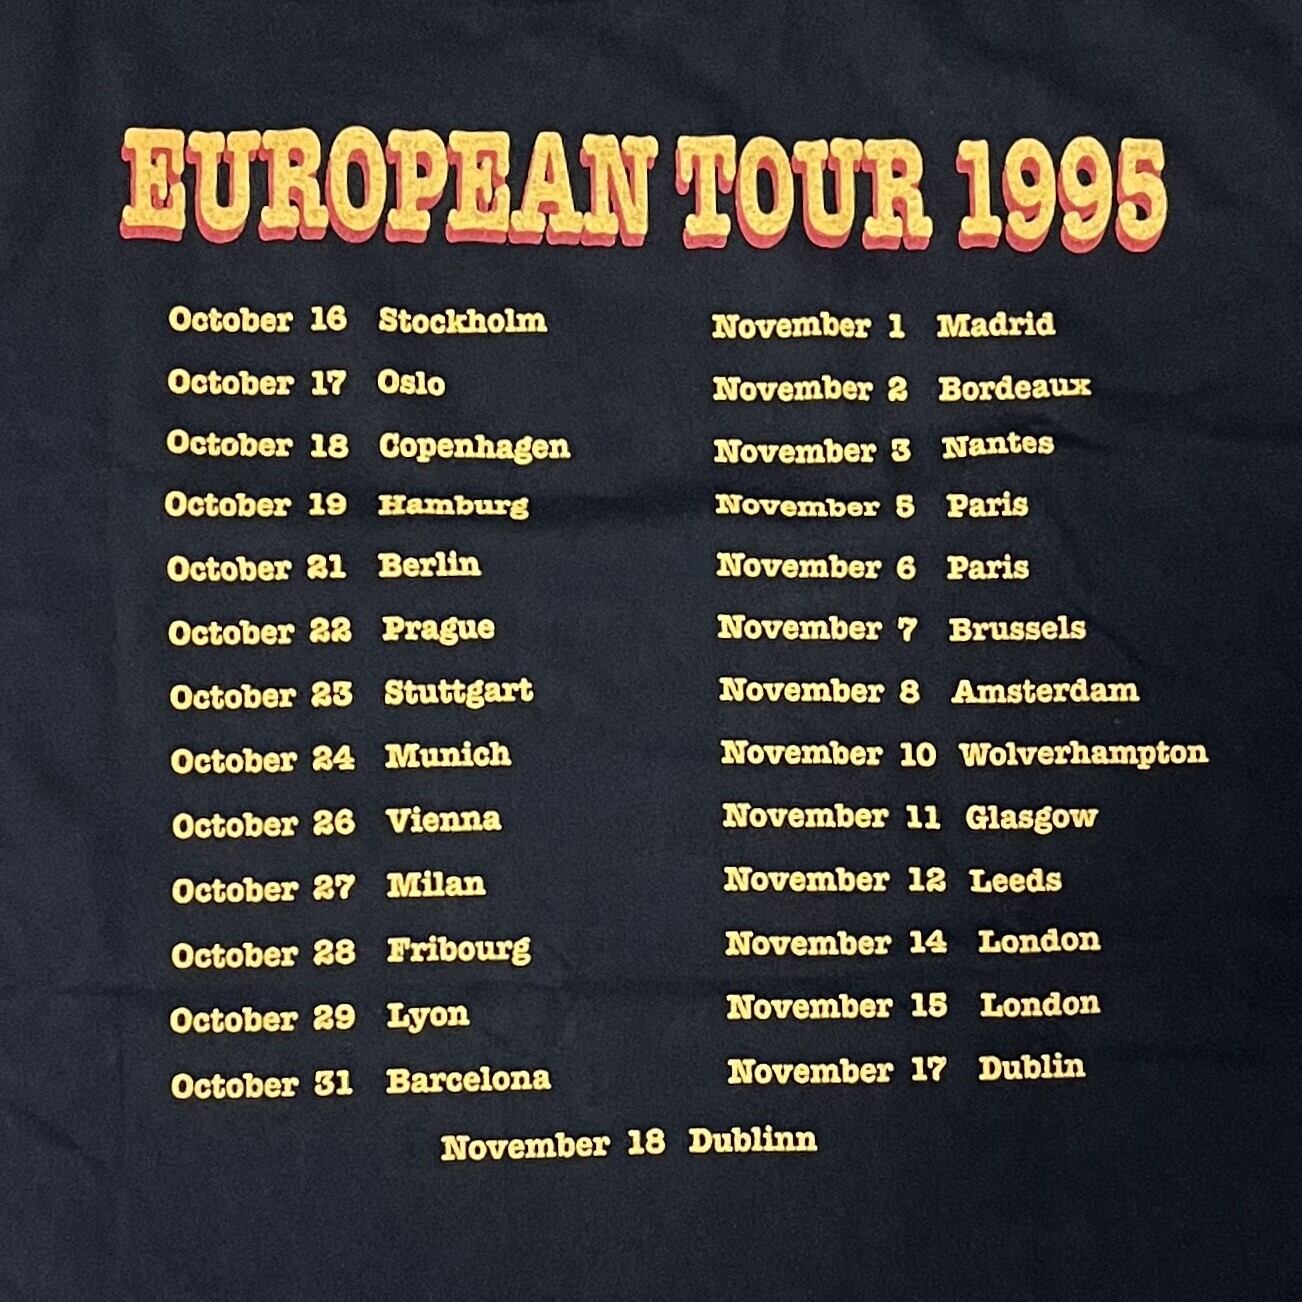 EUROPEAN TOUR 1995
October 16 Stockholm
October 17 Oslo
October 18 Copenhagen
October 19 Hamburg
October 21 Berlin
October 22 Prague
October 23 Stuttgart
October 24 Munich
October 26 Vienna
October 27 Milan
October 28 Fribourg
October 29 Lyon
October 31 Barcelona
November 1 Madrid
November 2 Bordeaux
November 3 Nantes
November 5 Paris
November 6 Paris
November 7 Brussels
November 8 Amsterdam
November 10 Wolverhampton
November 11 Glasgow
November 12 Leeds
November 14 London
November 15 London
November 17 Dublin
November 18 Dublinn